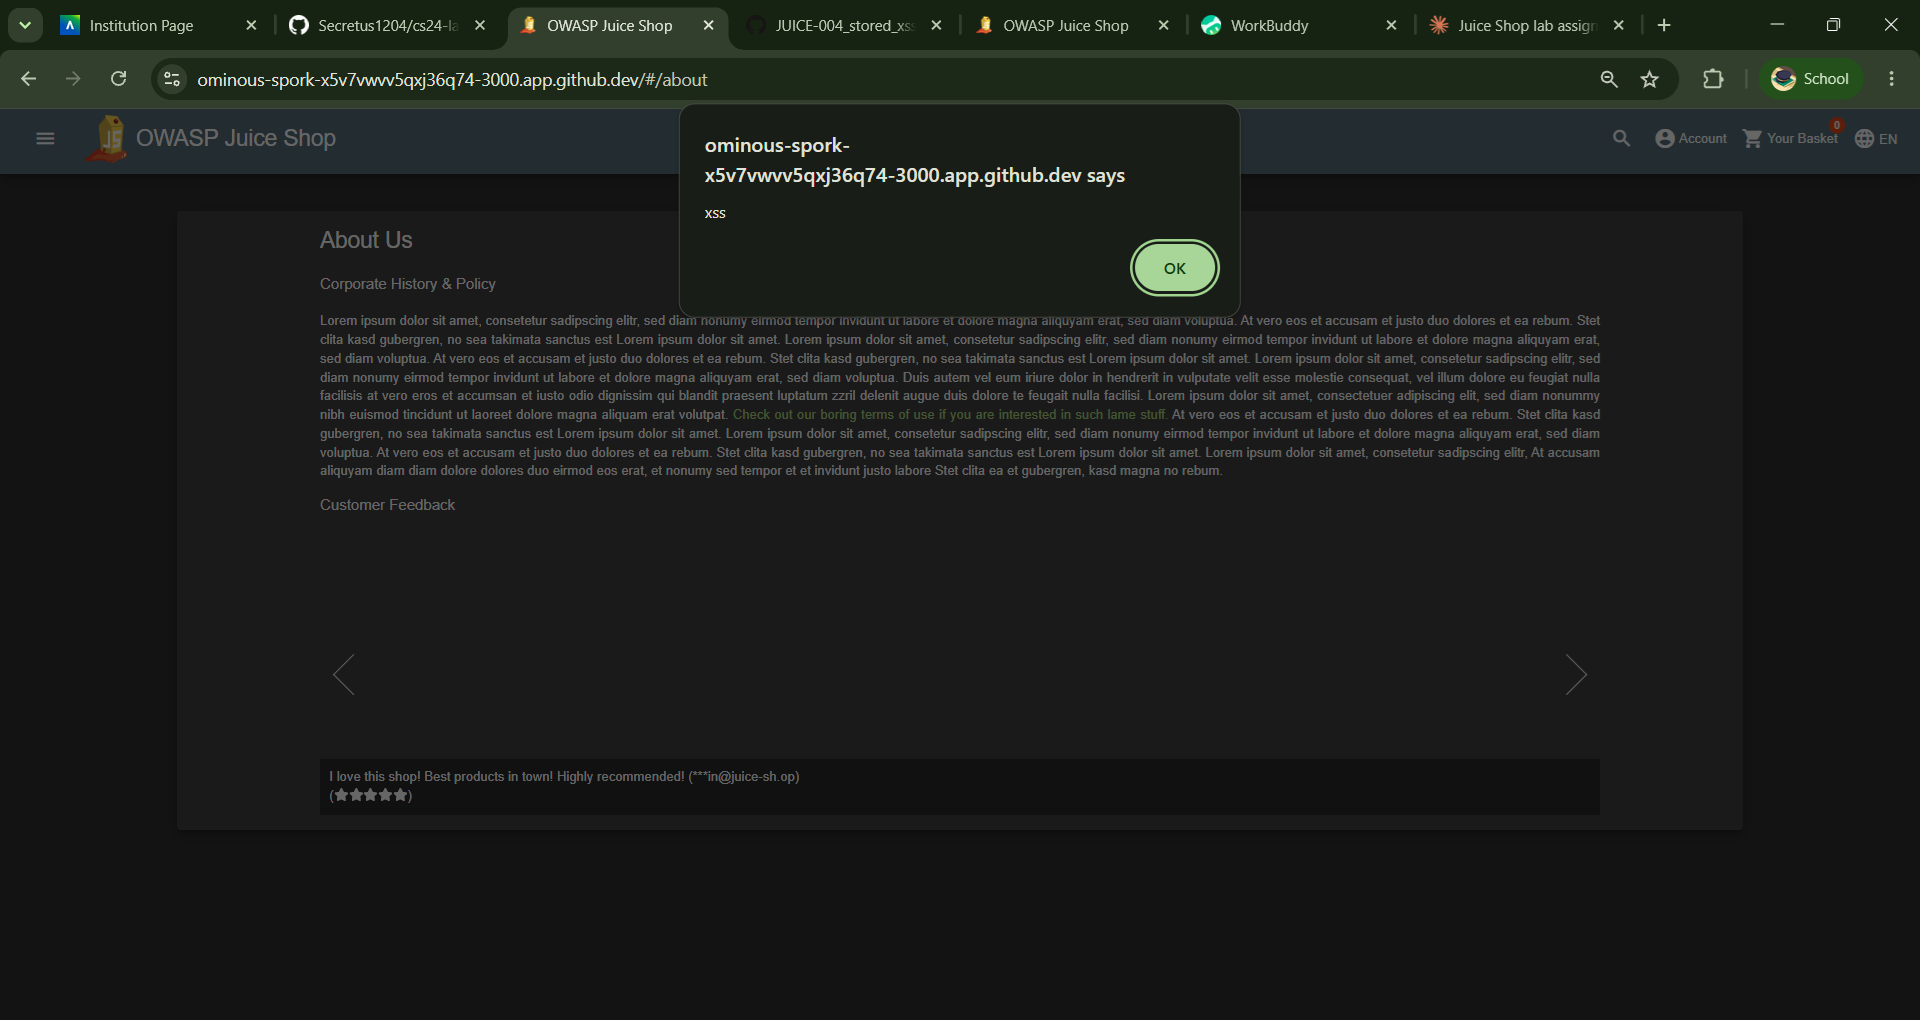 Institution Page
Secretus1204/cs24-la
OWASP Juice Shop
JUICE-004_stored_xss
OWASP Juice Shop
WorkBuddy
Juice Shop lab assign
ominous-spork-x5v7vwvv5qxj36q74-3000.app.github.dev/#/about
School
OWASP Juice Shop
Account
0
Your Basket
EN
ominous-spork-
x5v7vwvv5qxj36q74-3000.app.github.dev says
xss
OK
About Us
Corporate History & Policy
Lorem ipsum dolor sit amet, consetetur sadipscing elitr, sed diam nonumy eirmod tempor invidunt ut labore et dolore magna aliquyam erat, sed diam voluptua. At vero eos et accusam et justo duo dolores et ea rebum. Stet
clita kasd gubergren, no sea takimata sanctus est Lorem ipsum dolor sit amet. Lorem ipsum dolor sit amet, consetetur sadipscing elitr, sed diam nonumy eirmod tempor invidunt ut labore et dolore magna aliquyam erat,
sed diam voluptua. At vero eos et accusam et justo duo dolores et ea rebum. Stet clita kasd gubergren, no sea takimata sanctus est Lorem ipsum dolor sit amet. Lorem ipsum dolor sit amet, consetetur sadipscing elitr, sed
diam nonumy eirmod tempor invidunt ut labore et dolore magna aliquyam erat, sed diam voluptua. Duis autem vel eum iriure dolor in hendrerit in vulputate velit esse molestie consequat, vel illum dolore eu feugiat nulla
facilisis at vero eros et accumsan et iusto odio dignissim qui blandit praesent luptatum zzril delenit augue duis dolore te feugait nulla facilisi. Lorem ipsum dolor sit amet, consectetuer adipiscing elit, sed diam nonummy
nibh euismod tincidunt ut laoreet dolore magna aliquam erat volutpat. Check out our boring terms of use if you are interested in such lame stuff. At vero eos et accusam et justo duo dolores et ea rebum. Stet clita kasd
gubergren, no sea takimata sanctus est Lorem ipsum dolor sit amet. Lorem ipsum dolor sit amet, consetetur sadipscing elitr, sed diam nonumy eirmod tempor invidunt ut labore et dolore magna aliquyam erat, sed diam
voluptua. At vero eos et accusam et justo duo dolores et ea rebum. Stet clita kasd gubergren, no sea takimata sanctus est Lorem ipsum dolor sit amet. Lorem ipsum dolor sit amet, consetetur sadipscing elitr, At accusam
aliquyam diam diam dolore dolores duo eirmod eos erat, et nonumy sed tempor et et invidunt justo labore Stet clita ea et gubergren, kasd magna no rebum.
Customer Feedback
I love this shop! Best products in town! Highly recommended! (***in@juice-sh.op)
(★★★★★)